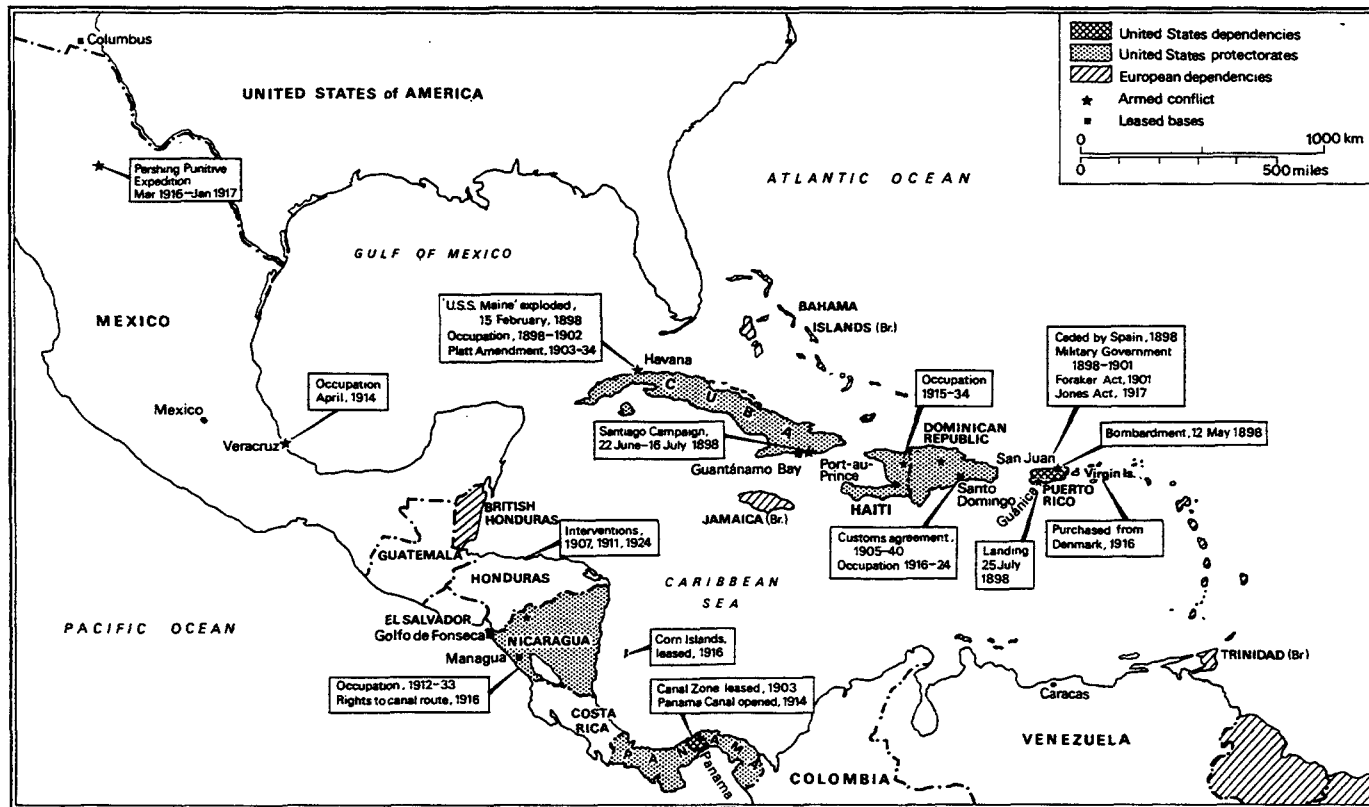 Columbus
UNITED STATES of AMERICA
United States dependencies
United States protectorates
European dependencies
Armed conflict
Leased bases
0 1000 km
0 500 miles
Pershing Punitive
Expedition
Mar 1916–Jan 1917
ATLANTIC OCEAN
GULF OF MEXICO
MEXICO
'U.S.S. Maine' exploded,
15 February, 1898
Occupation, 1898–1902
Platt Amendment, 1903–34
Havana
CUBA
BAHAMA
ISLANDS (Br.)
Occupation
April, 1914
Mexico
Veracruz
Santiago Campaign,
22 June–16 July 1898
Guantánamo Bay
Occupation
1915–34
DOMINICAN
REPUBLIC
Ceded by Spain, 1898
Military Government
1898–1901
Foraker Act, 1901
Jones Act, 1917
Bombardment, 12 May 1898
San Juan
Virgin Is.
PUERTO
RICO
Guánica
Port-au-
Prince
HAITI
Santo
Domingo
JAMAICA (Br.)
Customs agreement,
1905–40
Occupation 1916–24
Landing
25 July
1898
Purchased from
Denmark, 1916
BRITISH
HONDURAS
GUATEMALA
Interventions,
1907, 1911, 1924
HONDURAS
CARIBBEAN
SEA
PACIFIC OCEAN
EL SALVADOR
Golfo de Fonseca
NICARAGUA
Managua
Corn Islands,
leased, 1916
Occupation, 1912–33
Rights to canal route, 1916
Canal Zone leased, 1903
Panama Canal opened, 1914
COSTA
RICA
PANAMA
Panama
COLOMBIA
Caracas
VENEZUELA
TRINIDAD (Br)